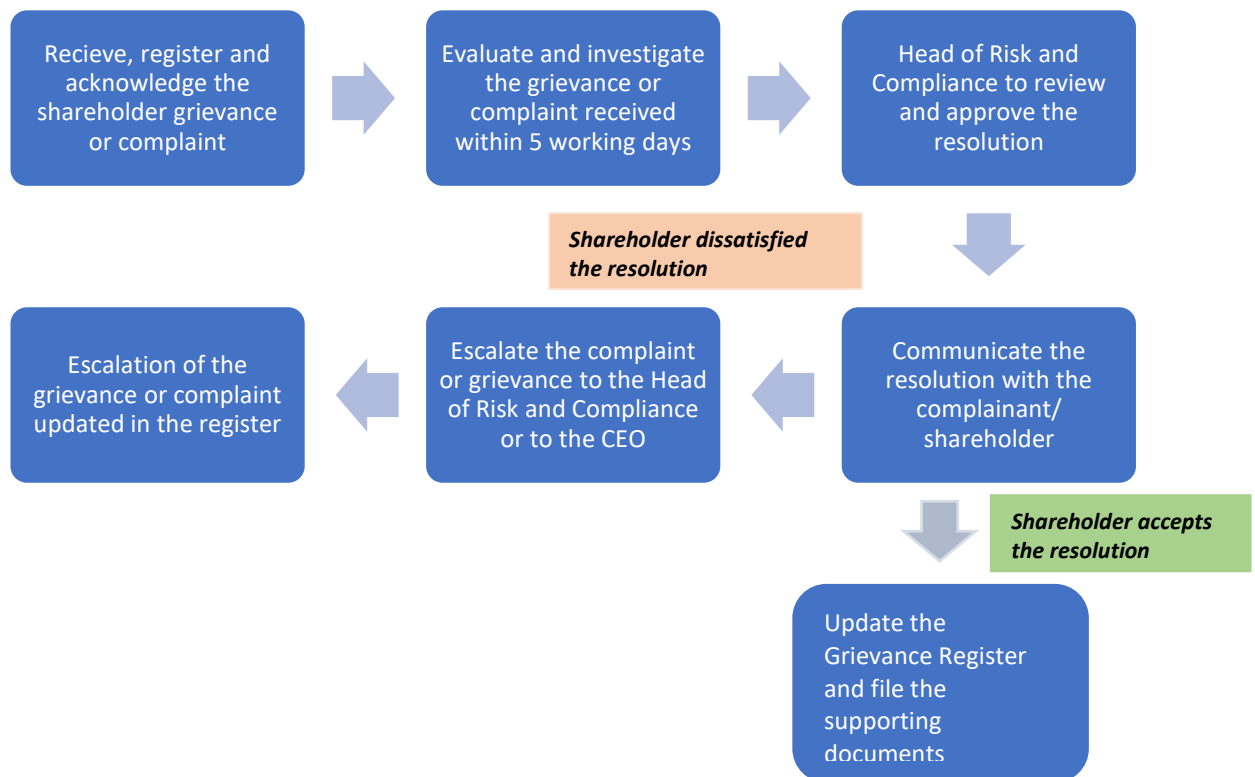 Recieve, register and
acknowledge the
shareholder grievance
or complaint
Evaluate and investigate
the grievance or
complaint received
within 5 working days
Head of Risk and
Compliance to review
and approve the
resolution
Shareholder dissatisfied
the resolution
Communicate the
resolution with the
complainant/
shareholder
Escalate the complaint
or grievance to the Head
of Risk and Compliance
or to the CEO
Escalation of the
grievance or complaint
updated in the register
Shareholder accepts
the resolution
Update the
Grievance Register
and file the
supporting
documents